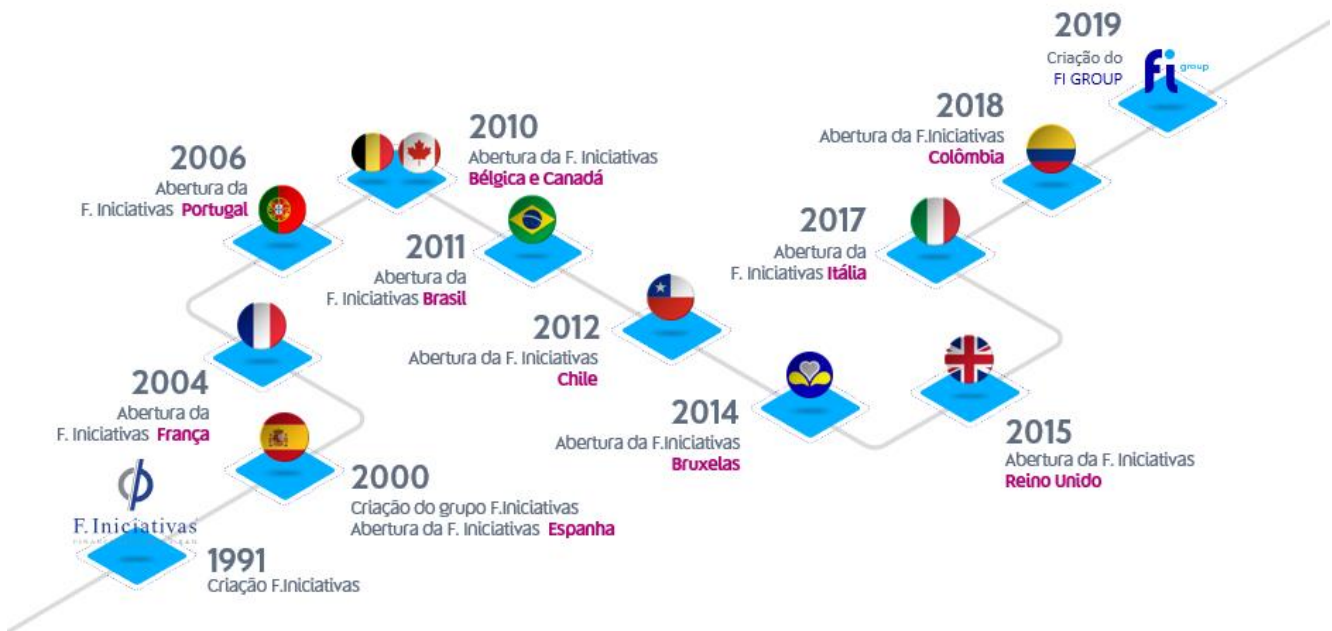 F.Iniciativas
1991
Criação F.Iniciativas
2000
Criação do grupo F.Iniciativas
Abertura da F. Iniciativas Espanha
2004
Abertura da
F. Iniciativas França
2006
Abertura da
F. Iniciativas Portugal
2010
Abertura da F. Iniciativas
Bélgica e Canadá
2011
Abertura da
F. Iniciativas Brasil
2012
Abertura da F. Iniciativas
Chile
2014
Abertura da F.Iniciativas
Bruxelas
2015
Abertura da F. Iniciativas
Reino Unido
2017
Abertura da
F. Iniciativas Itália
2018
Abertura da F.Iniciativas
Colômbia
2019
Criação do
FI GROUP
fi group